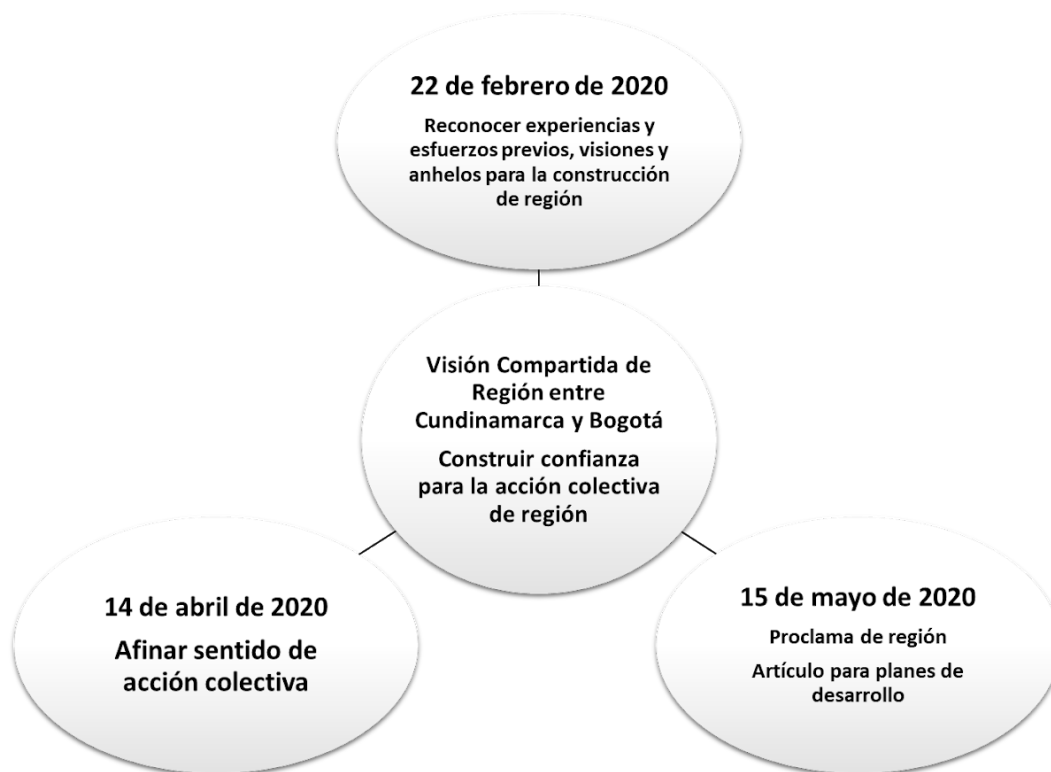 22 de febrero de 2020
Reconocer experiencias y
esfuerzos previos, visiones y
anhelos para la construcción
de región
Visión Compartida de
Región entre
Cundinamarca y Bogotá
Construir confianza
para la acción colectiva
de región
14 de abril de 2020
Afinar sentido de
acción colectiva
15 de mayo de 2020
Proclama de región
Artículo para planes de
desarrollo